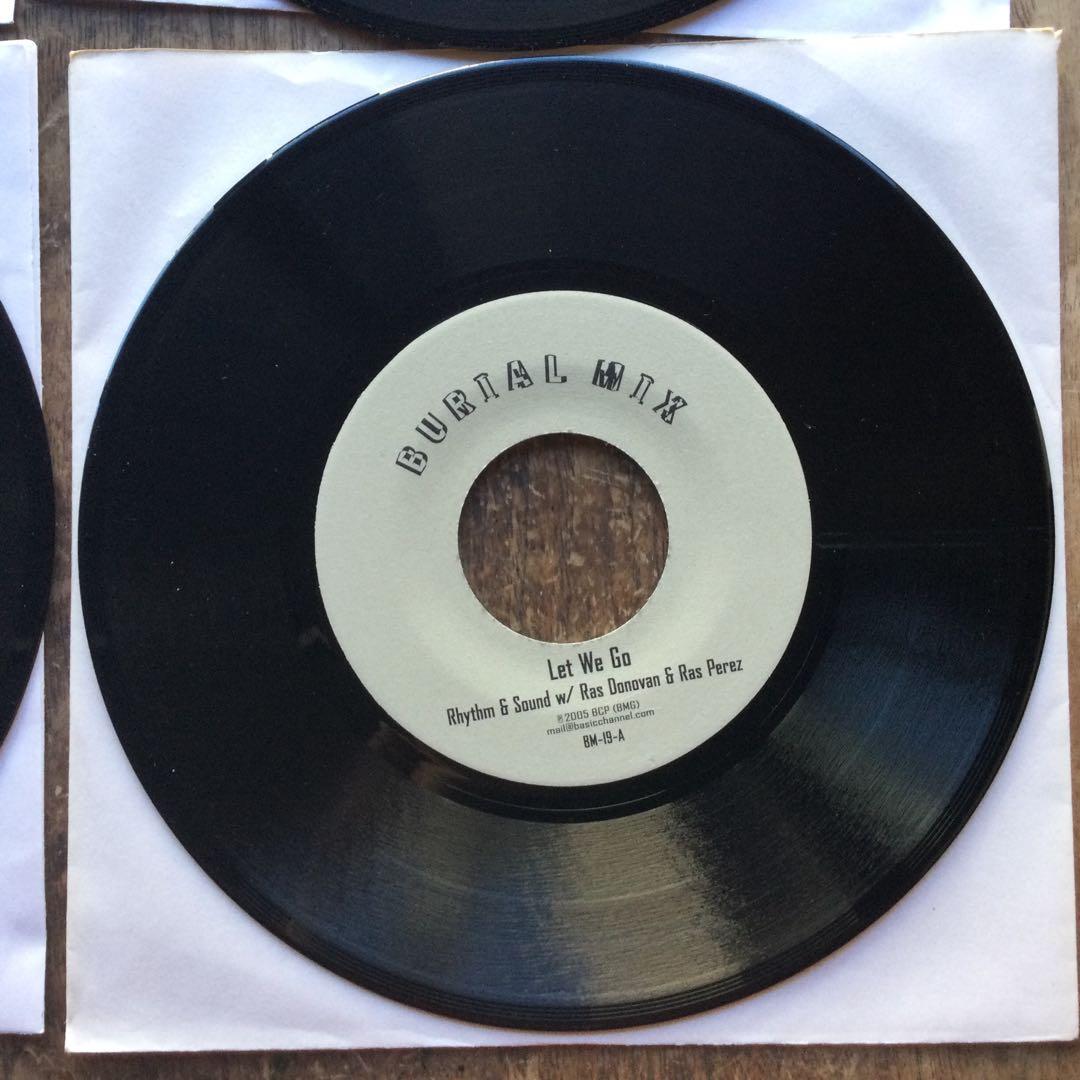 BURIAL MIX
Let We Go
Rhythm & Sound w/ Ras Donovan & Ras Perez
℗ 2005 BCP (BMG)
mail@basicchannel.com
BM-19-A